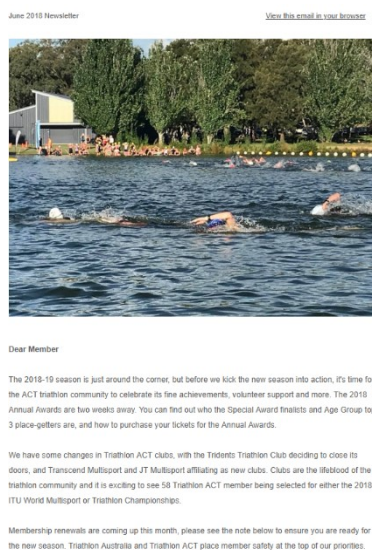 June 2018 Newsletter
View this email in your browser
Dear Member
The 2018-19 season is just around the corner, but before we kick the new season into action, it's time fo
the ACT triathlon community to celebrate its fine achievements, volunteer support and more. The 2018
Annual Awards are two weeks away. You can find out who the Special Award finalists and Age Group to
3 place-getters are, and how to purchase your tickets for the Annual Awards.
We have some changes in Triathlon ACT clubs, with the Tridents Triathlon Club deciding to close its
doors, and Transcend Multisport and JT Multisport affiliating as new clubs. Clubs are the lifeblood of the
triathlon community and it is exciting to see 58 Triathlon ACT member being selected for either the 2018
ITU World Multisport or Triathlon Championships.
Membership renewals are coming up this month, please see the note below to ensure you are ready for
the new season. Triathlon Australia and Triathlon ACT place member safety at the top of our priorities.